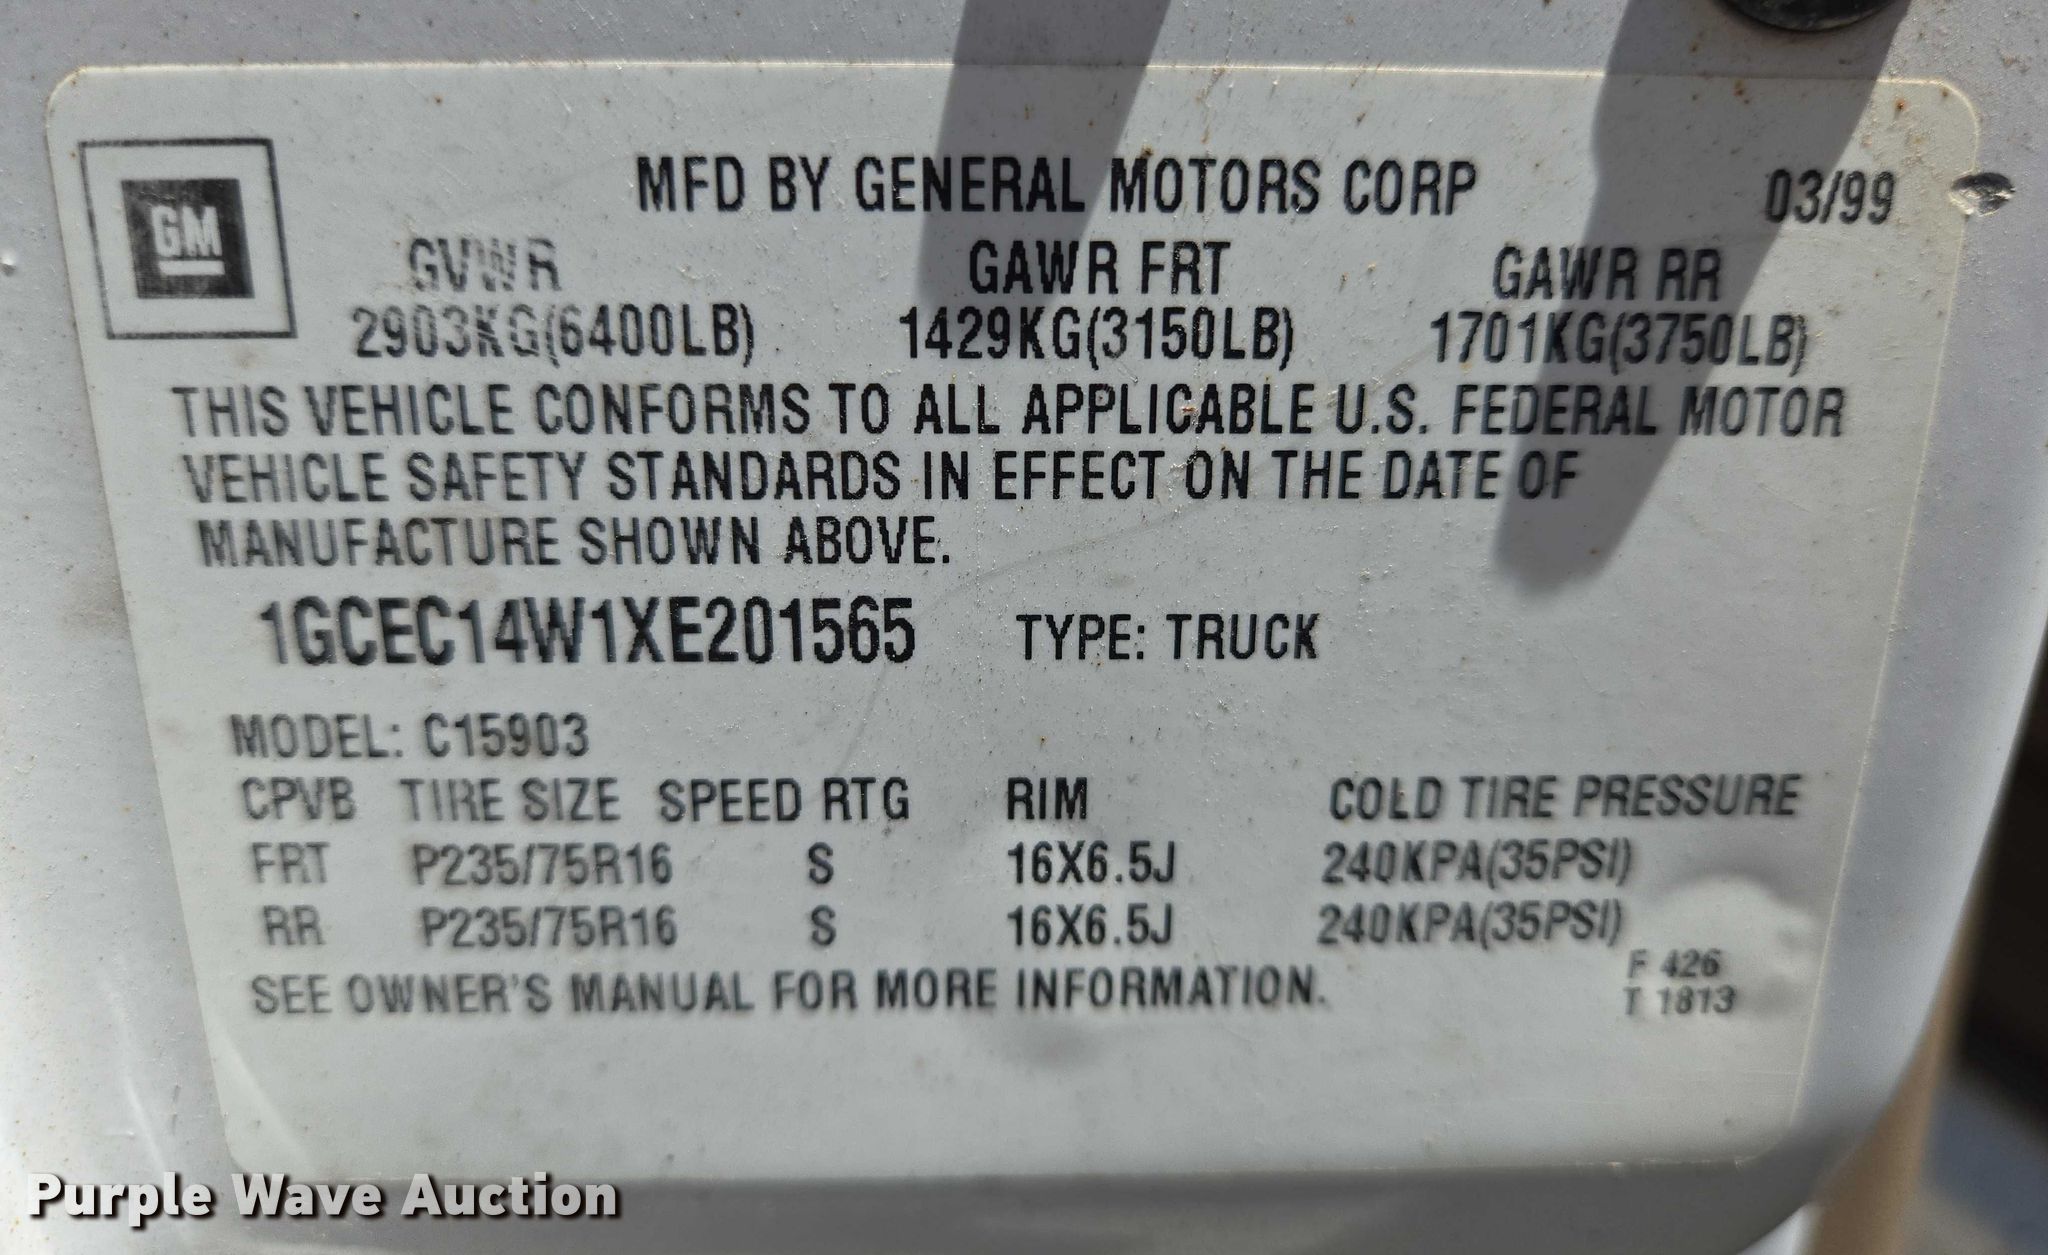 GM
MFD BY GENERAL MOTORS CORP 03/99
GVWR GAWR FRT GAWR RR
2903KG(6400LB) 1429KG(3150LB) 1701KG(3750LB)
THIS VEHICLE CONFORMS TO ALL APPLICABLE U.S. FEDERAL MOTOR
VEHICLE SAFETY STANDARDS IN EFFECT ON THE DATE OF
MANUFACTURE SHOWN ABOVE.
1GCEC14W1XE201565 TYPE: TRUCK
MODEL: C15903
CPVB TIRE SIZE SPEED RTG RIM COLD TIRE PRESSURE
FRT P235/75R16 S 16X6.5J 240KPA(35PSI)
RR P235/75R16 S 16X6.5J 240KPA(35PSI)
SEE OWNER'S MANUAL FOR MORE INFORMATION.
F 426
T 1813
Purple Wave Auction